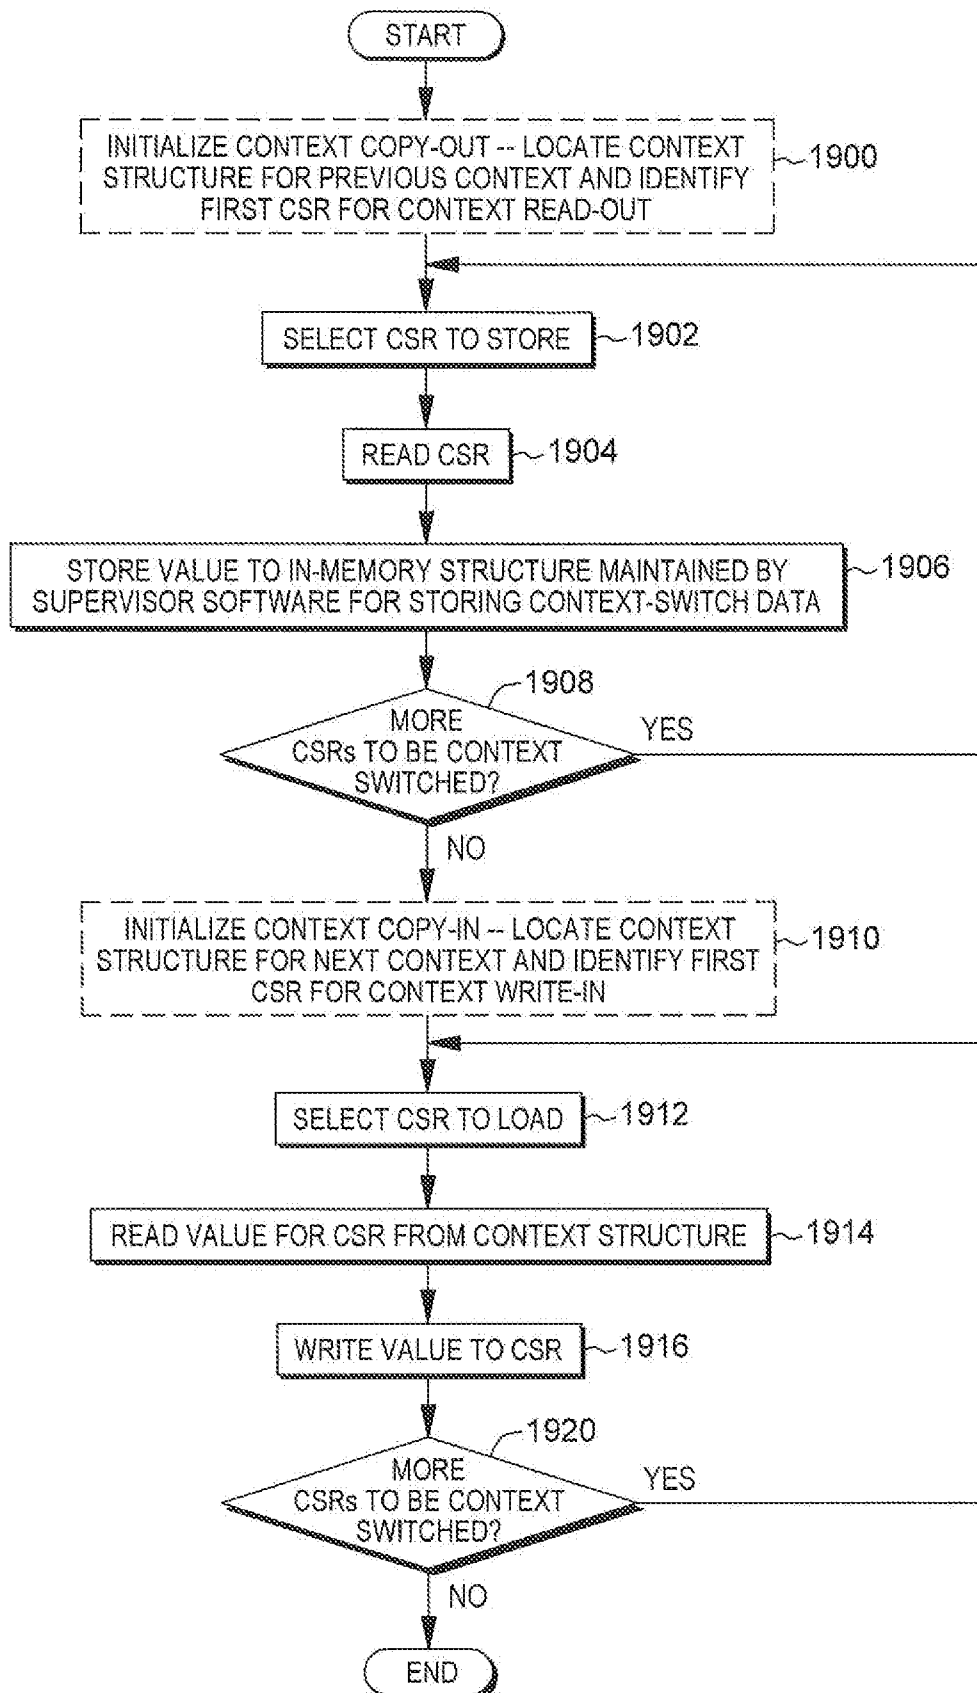 START
INITIALIZE CONTEXT COPY-OUT -- LOCATE CONTEXT
STRUCTURE FOR PREVIOUS CONTEXT AND IDENTIFY
FIRST CSR FOR CONTEXT READ-OUT
1900
SELECT CSR TO STORE
1902
READ CSR
1904
STORE VALUE TO IN-MEMORY STRUCTURE MAINTAINED BY
SUPERVISOR SOFTWARE FOR STORING CONTEXT-SWITCH DATA
1906
1908
MORE
CSRs TO BE CONTEXT
SWITCHED?
YES
NO
INITIALIZE CONTEXT COPY-IN -- LOCATE CONTEXT
STRUCTURE FOR NEXT CONTEXT AND IDENTIFY FIRST
CSR FOR CONTEXT WRITE-IN
1910
SELECT CSR TO LOAD
1912
READ VALUE FOR CSR FROM CONTEXT STRUCTURE
1914
WRITE VALUE TO CSR
1916
1920
MORE
CSRs TO BE CONTEXT
SWITCHED?
YES
NO
END